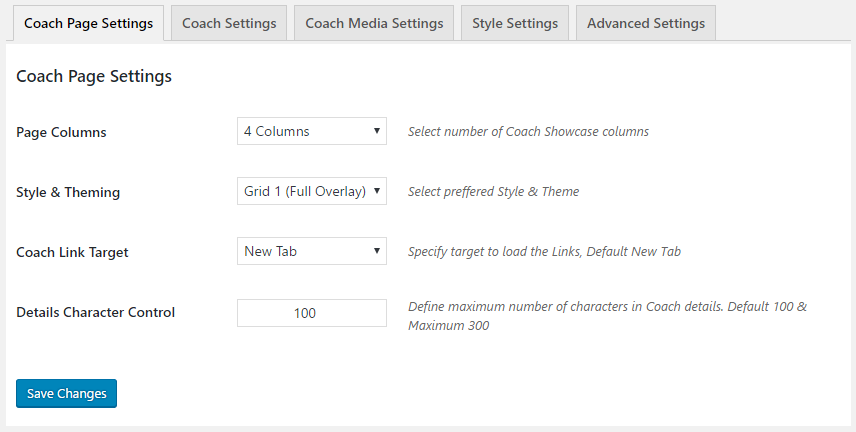 Coach Page Settings Coach Settings Coach Media Settings Style Settings Advanced Settings
Coach Page Settings
Page Columns 4 Columns Select number of Coach Showcase columns
Style & Theming Grid 1 (Full Overlay) Select preffered Style & Theme
Coach Link Target New Tab Specify target to load the Links, Default New Tab
Details Character Control 100 Define maximum number of characters in Coach details. Default 100 &
Maximum 300
Save Changes